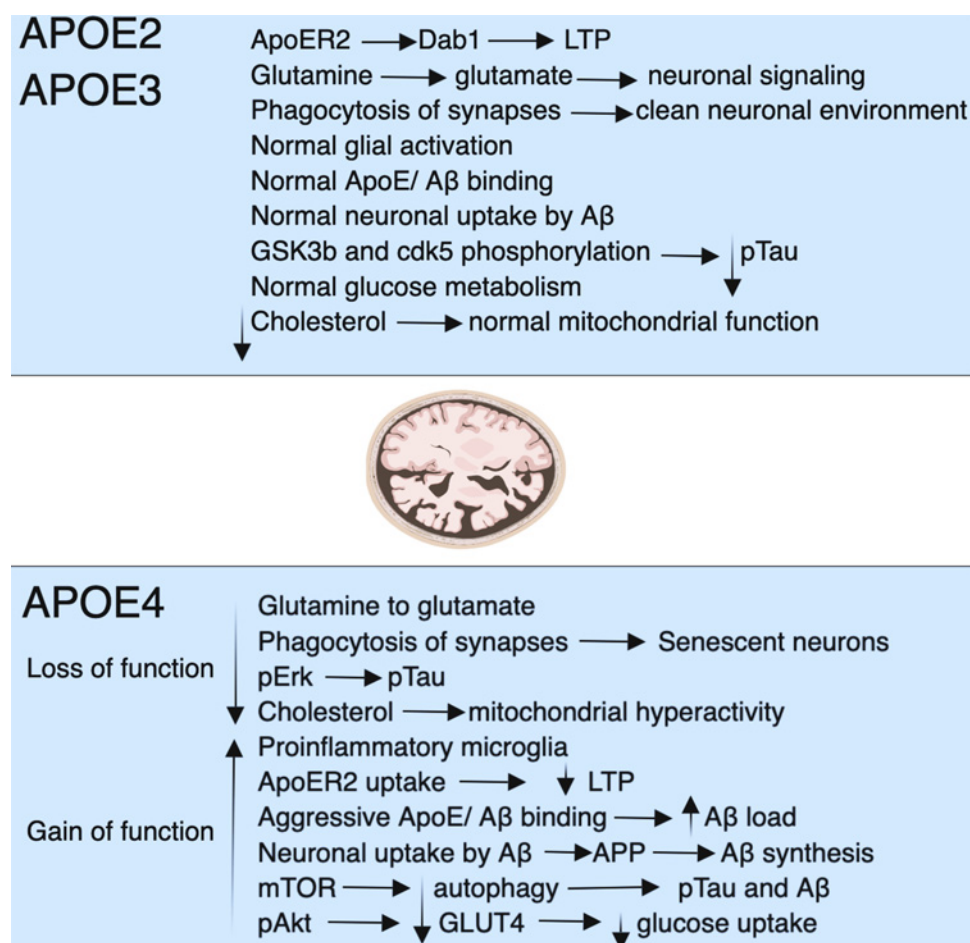 APOE2
APOE3
ApoER2 → Dab1 → LTP
Glutamine → glutamate → neuronal signaling
Phagocytosis of synapses → clean neuronal environment
Normal glial activation
Normal ApoE/ Aβ binding
Normal neuronal uptake by Aβ
GSK3b and cdk5 phosphorylation → ↓ pTau
Normal glucose metabolism
↓ Cholesterol → normal mitochondrial function
APOE4
Loss of function
Glutamine to glutamate
Phagocytosis of synapses → Senescent neurons
pErk → pTau
Cholesterol → mitochondrial hyperactivity
Gain of function
Proinflammatory microglia
ApoER2 uptake → ↓ LTP
Aggressive ApoE/ Aβ binding → ↑ Aβ load
Neuronal uptake by Aβ → APP → Aβ synthesis
mTOR → ↓ autophagy → pTau and Aβ
pAkt → ↓ GLUT4 → ↓ glucose uptake